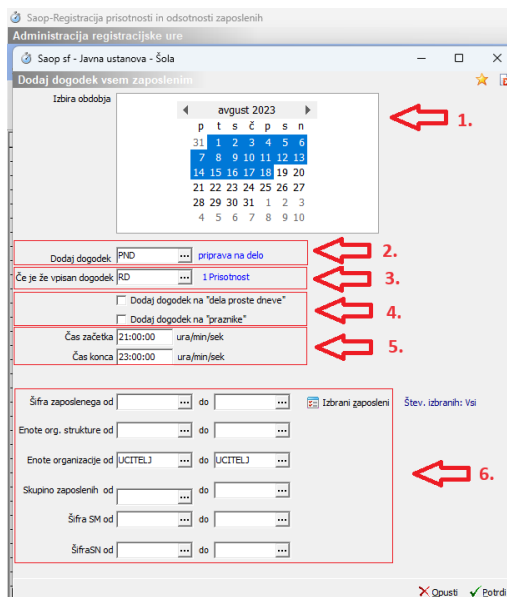 Saop-Registracija prisotnosti in odsotnosti zaposlenih
Administracija registracijske ure
Saop sf - Javna ustanova - Šola
Dodaj dogodek vsem zaposlenim
Izbira obdobja
avgust 2023
p t s č p s n
31 1 2 3 4 5 6
7 8 9 10 11 12 13
14 15 16 17 18 19 20
21 22 23 24 25 26 27
28 29 30 31 1 2 3
4 5 6 7 8 9 10
1.
Dodaj dogodek PND ... priprava na delo
2.
Če je že vpisan dogodek RD ... 1 Prisotnost
3.
Dodaj dogodek na "dela proste dneve"
Dodaj dogodek na "praznike"
4.
Čas začetka 21:00:00 ura/min/sek
Čas konca 23:00:00 ura/min/sek
5.
Šifra zaposlenega od ... do ... Izbrani zaposleni Štev. izbranih: Vsi
Enote org. strukture od ... do ...
Enote organizacije od UCITELJ ... do UCITELJ ...
6.
Skupino zaposlenih od ... do ...
Šifra SM od ... do ...
ŠifraSN od ... do ...
Opusti Potrdi